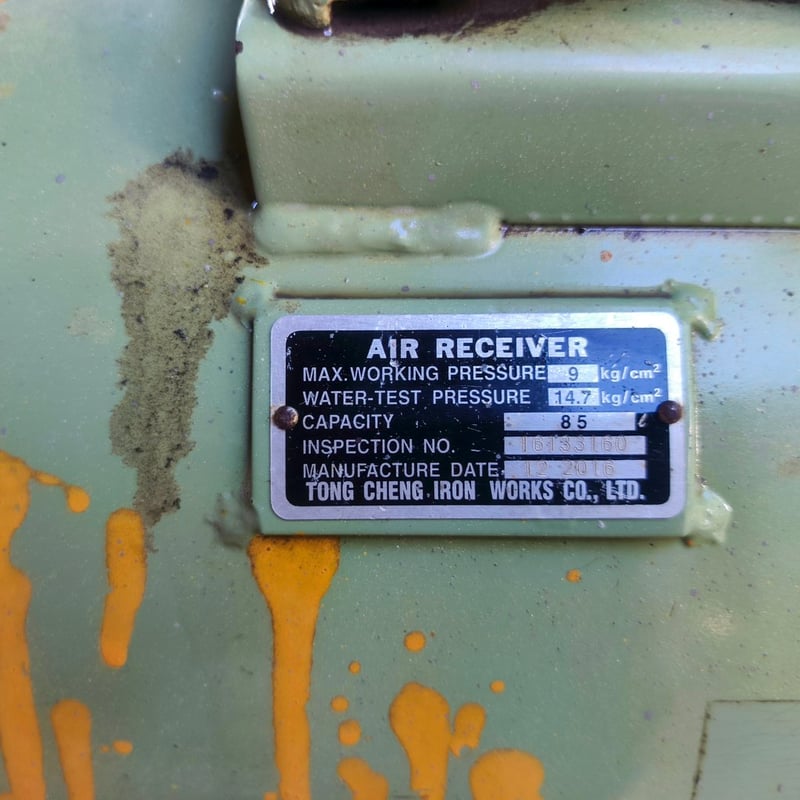 AIR RECEIVER
MAX. WORKING PRESSURE 9 kg/cm²
WATER-TEST PRESSURE 14.7 kg/cm²
CAPACITY 85 ℓ
INSPECTION NO. 16133160
MANUFACTURE DATE. 12 2016
TONG CHENG IRON WORKS CO., LTD.